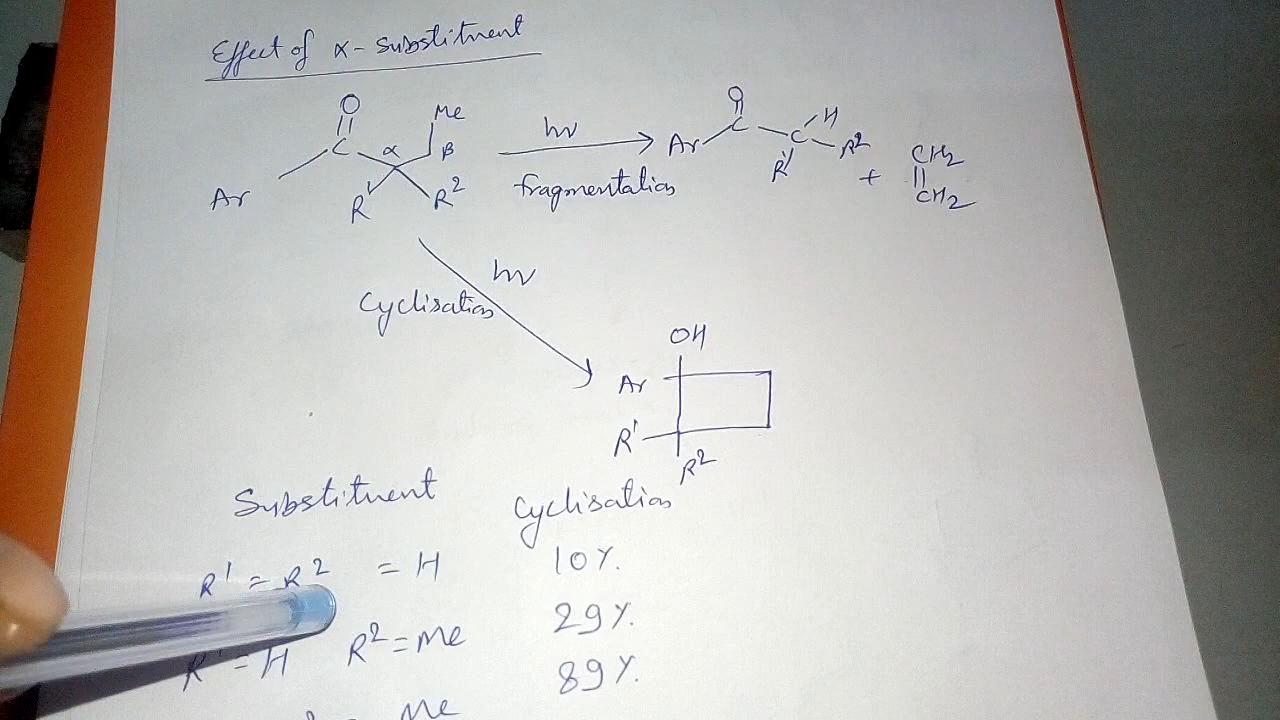 Effect of α-substituent
O
||
C
Ar
α
β
Me
R¹
R²
hν
fragmentation
Ar
O
C
C
H
R¹
R²
+
CH2
||
CH2
hν
Cyclisation
OH
Ar
R¹
R²
Substituent Cyclisation
R¹ = R² = H 10%.
R¹ = H R² = Me 29%.
89%.
= Me